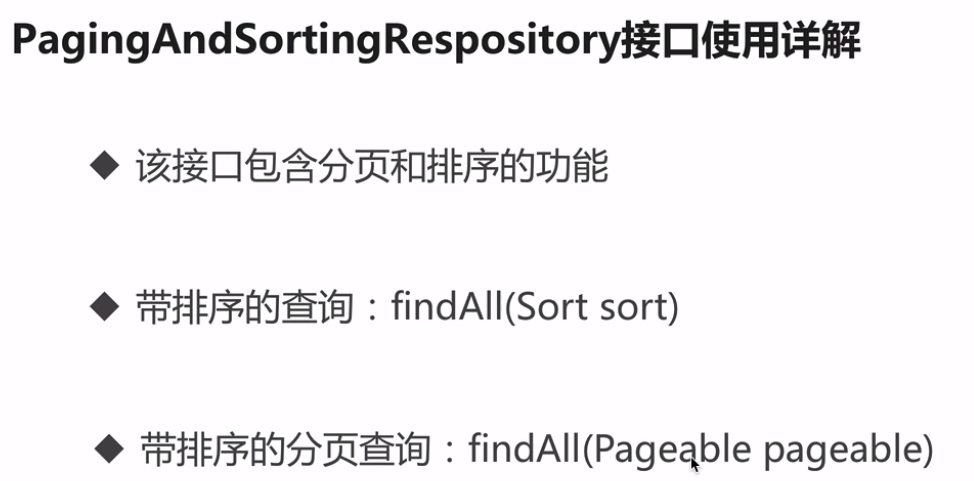 PagingAndSortingRespository接口使用详解
◆ 该接口包含分页和排序的功能
◆ 带排序的查询：findAll(Sort sort)
◆ 带排序的分页查询：findAll(Pageable pageable)